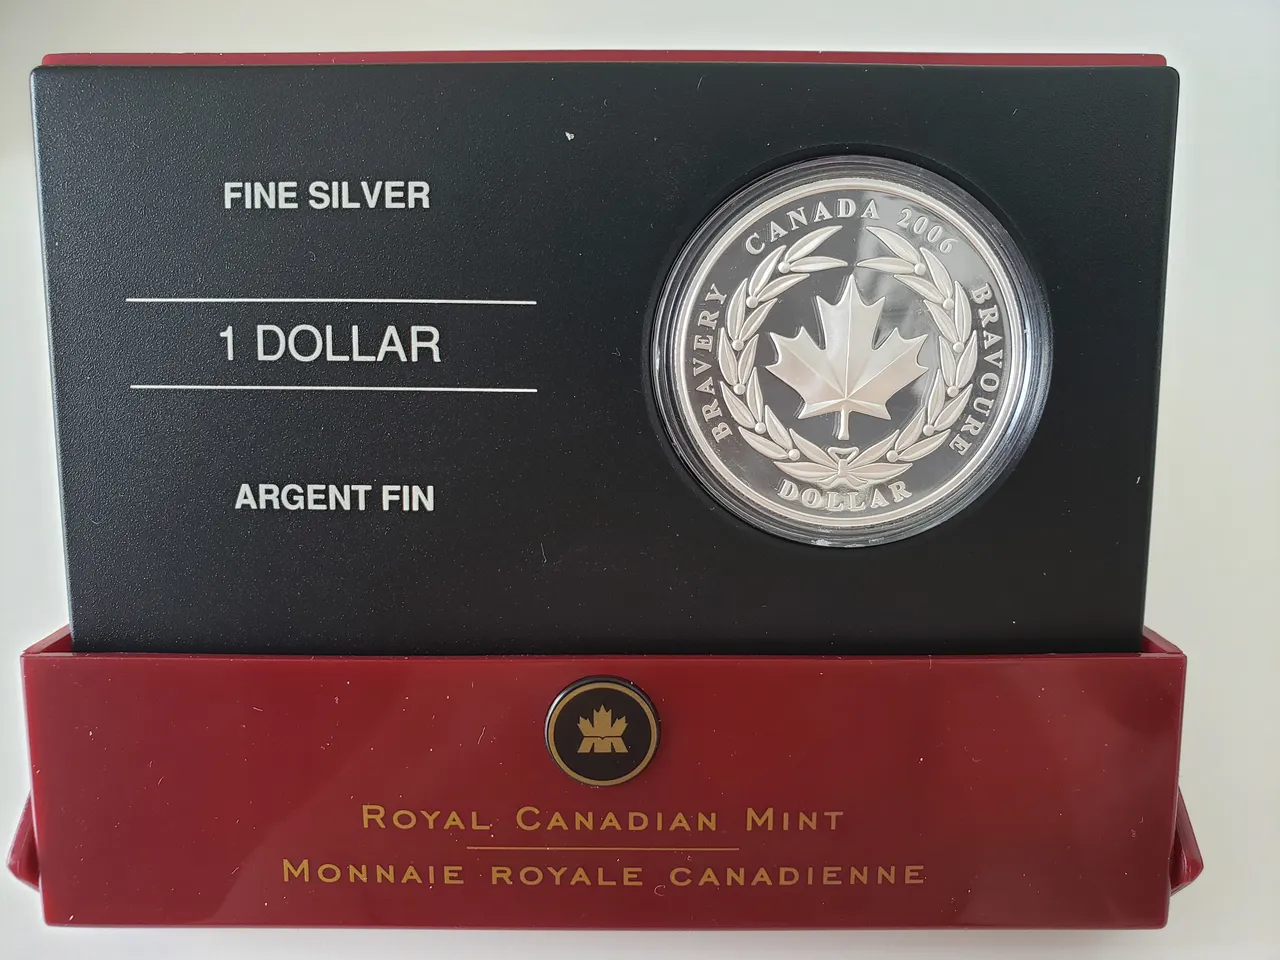 FINE SILVER
1 DOLLAR
ARGENT FIN
CANADA 2006
BRAVERY
BRAVOURE
DOLLAR
ROYAL CANADIAN MINT
MONNAIE ROYALE CANADIENNE